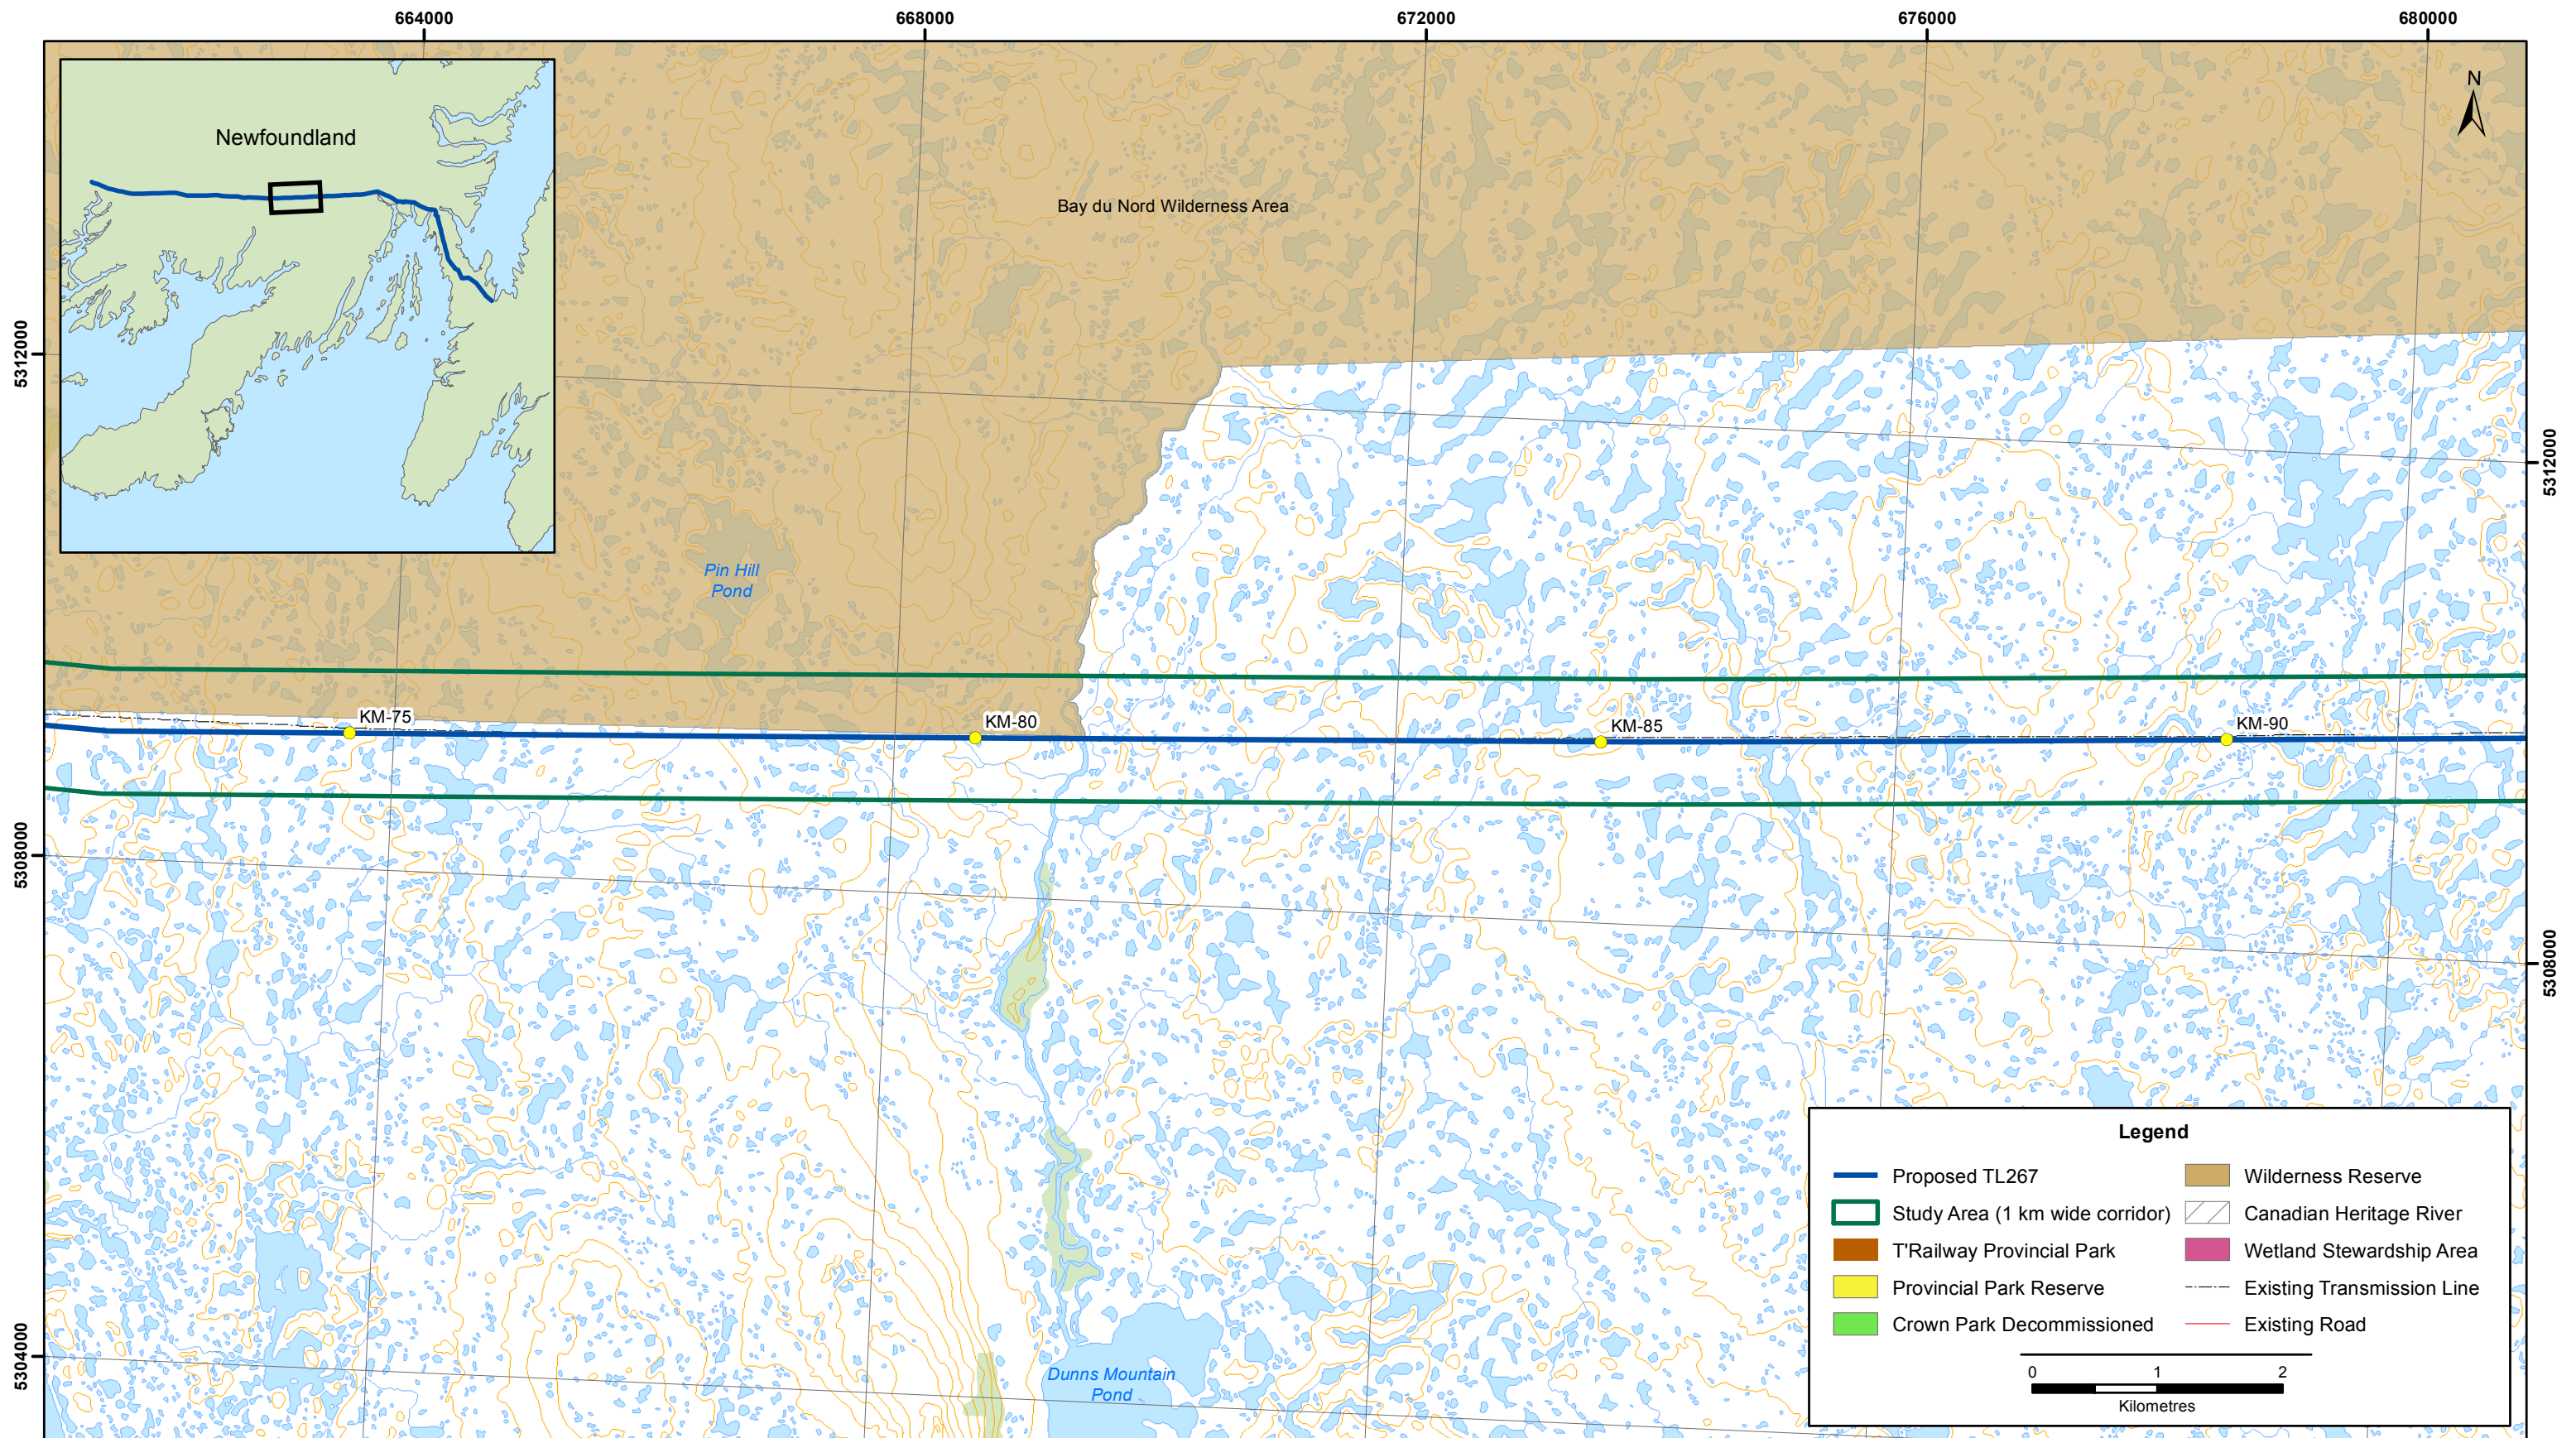 664000
668000
672000
676000
680000
N
Newfoundland
Bay du Nord Wilderness Area
5312000
5312000
Pin Hill
Pond
KM-75
KM-80
KM-85
KM-90
5308000
5308000
5304000
Dunns Mountain
Pond
Legend
Proposed TL267
Study Area (1 km wide corridor)
T'Railway Provincial Park
Provincial Park Reserve
Crown Park Decommissioned
Wilderness Reserve
Canadian Heritage River
Wetland Stewardship Area
Existing Transmission Line
Existing Road
0 1 2
Kilometres